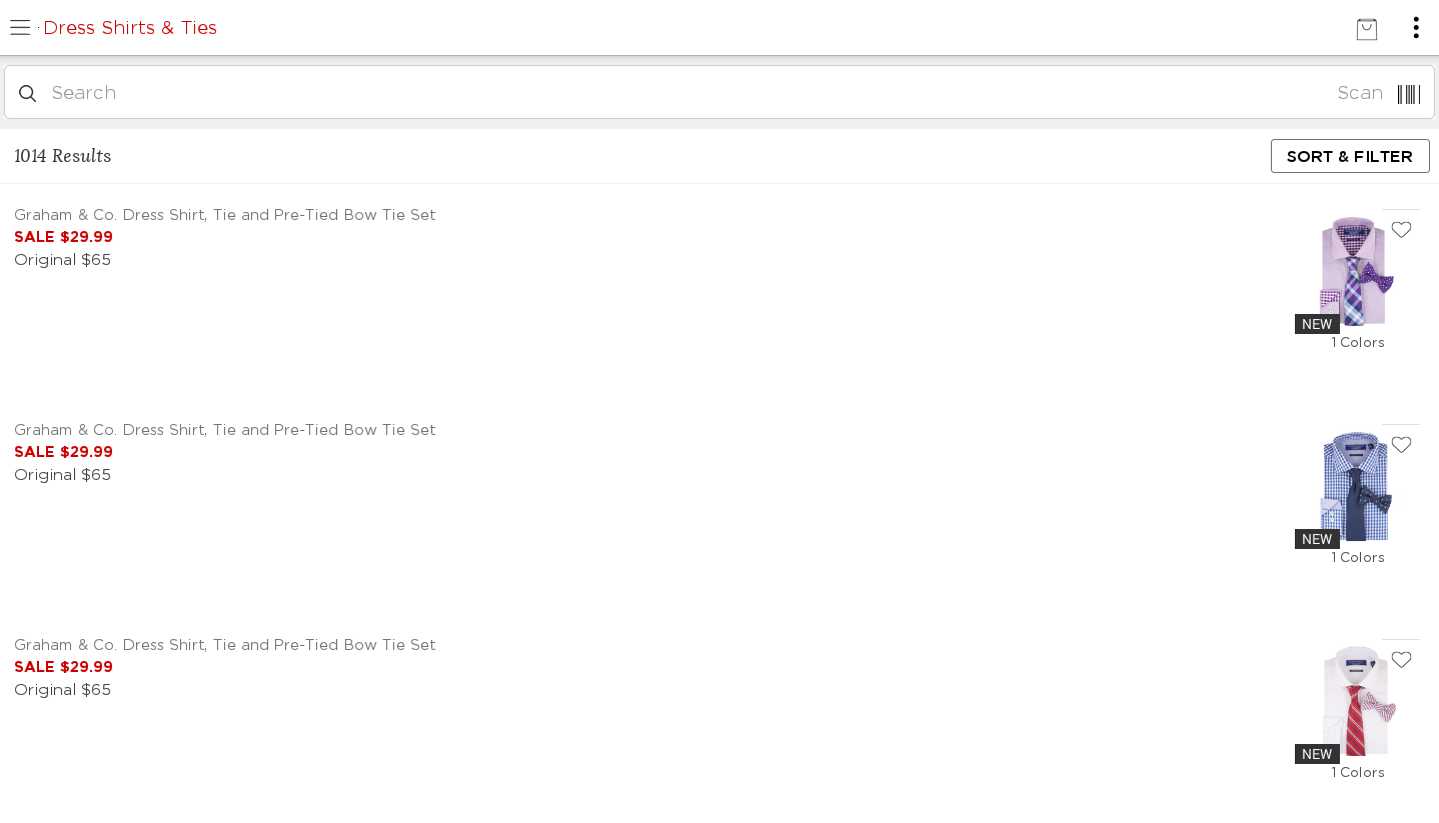 Dress Shirts & Ties
Search
Scan
1014 Results
SORT & FILTER
Graham & Co. Dress Shirt, Tie and Pre-Tied Bow Tie Set
SALE $29.99
Original $65
NEW
1 Colors
Graham & Co. Dress Shirt, Tie and Pre-Tied Bow Tie Set
SALE $29.99
Original $65
NEW
1 Colors
Graham & Co. Dress Shirt, Tie and Pre-Tied Bow Tie Set
SALE $29.99
Original $65
NEW
1 Colors